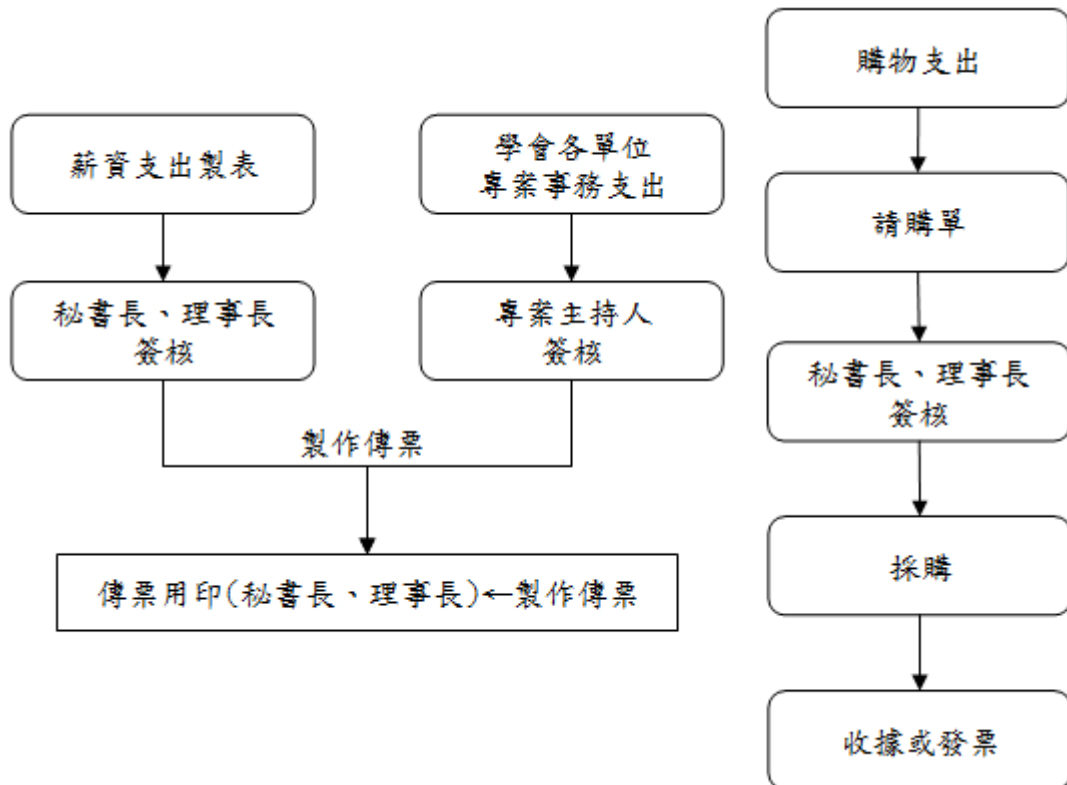 薪資支出製表
秘書長、理事長
簽核
學會各單位
專案事務支出
專案主持人
簽核
製作傳票
傳票用印(秘書長、理事長)←製作傳票
購物支出
請購單
秘書長、理事長
簽核
採購
收據或發票